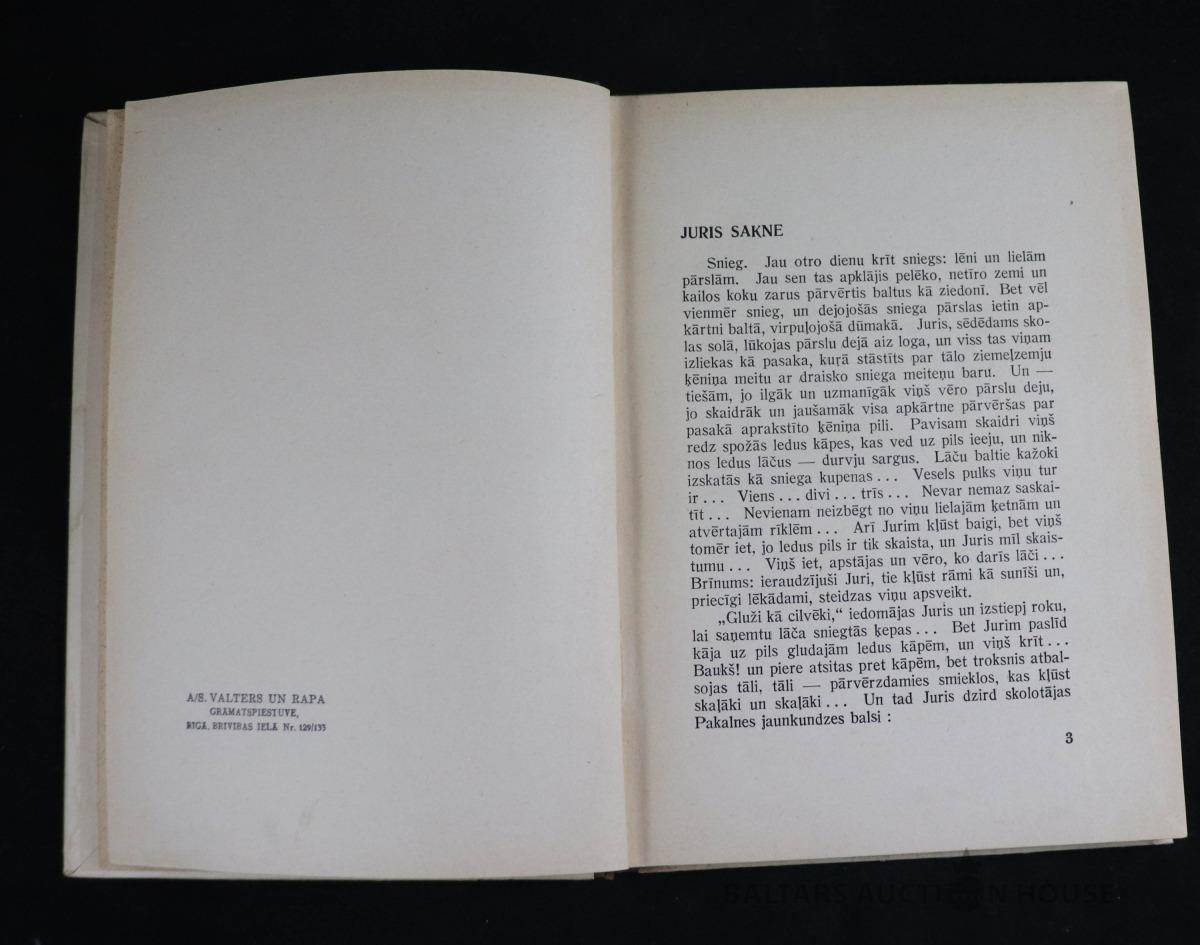 A/S. VALTERS UN RAPA
GRĀMATSPIESTUVE,
RĪGĀ, BRĪVĪBAS IELĀ Nr. 129/133
JURIS SAKNE
Snieg. Jau otro dienu krīt sniegs: lēni un lielām
pārslām. Jau sen tas apklājis pelēko, netīro zemi un
kailos koku zarus pārvērtis baltus kā ziedonī. Bet vēl
vienmēr snieg, un dejojošās sniega pārslas ietin ap-
kārtni baltā, virpuļojošā dūmakā. Juris, sēdēdams sko-
las solā, lūkojas pārslu dejā aiz loga, un viss tas viņam
izliekas kā pasaka, kuŗā stāstīts par tālo ziemeļzemju
ķēniņa meitu ar draisko sniega meiteņu baru. Un —
tiešām, jo ilgāk un uzmanīgāk viņš vēro pārslu deju,
jo skaidrāk un jaušamāk visa apkārtne pārvēršas par
pasakā aprakstīto ķēniņa pili. Pavisam skaidri viņš
redz spožās ledus kāpes, kas ved uz pils ieeju, un nik-
nos ledus lāčus — durvju sargus. Lāču baltie kažoki
izskatās kā sniega kupenas... Vesels pulks viņu tur
ir... Viens... divi... trīs... Nevar nemaz saskai-
tīt... Nevienam neizbēgt no viņu lielajām ķetnām un
atvērtajām rīklēm... Arī Jurim kļūst baigi, bet viņš
tomēr iet, jo ledus pils ir tik skaista, un Juris mīl skais-
tumu... Viņš iet, apstājas un vēro, ko darīs lāči...
Brīnums: ieraudzījuši Juri, tie kļūst rāmi kā sunīši un,
priecīgi lēkādami, steidzas viņu apsveikt.
„Gluži kā cilvēki,“ iedomājas Juris un izstiepj roku,
lai saņemtu lāča sniegtās ķepas... Bet Jurim paslīd
kāja uz pils gludajām ledus kāpēm, un viņš krīt...
Baukš! un piere atsitas pret kāpēm, bet troksnis atbal-
sojas tāli, tāli — pārvērzdamies smieklos, kas kļūst
skaļāki un skaļāki... Un tad Juris dzird skolotājas
Pakalnes jaunkundzes balsi :
3
BALTARS AUCTION HOUSE